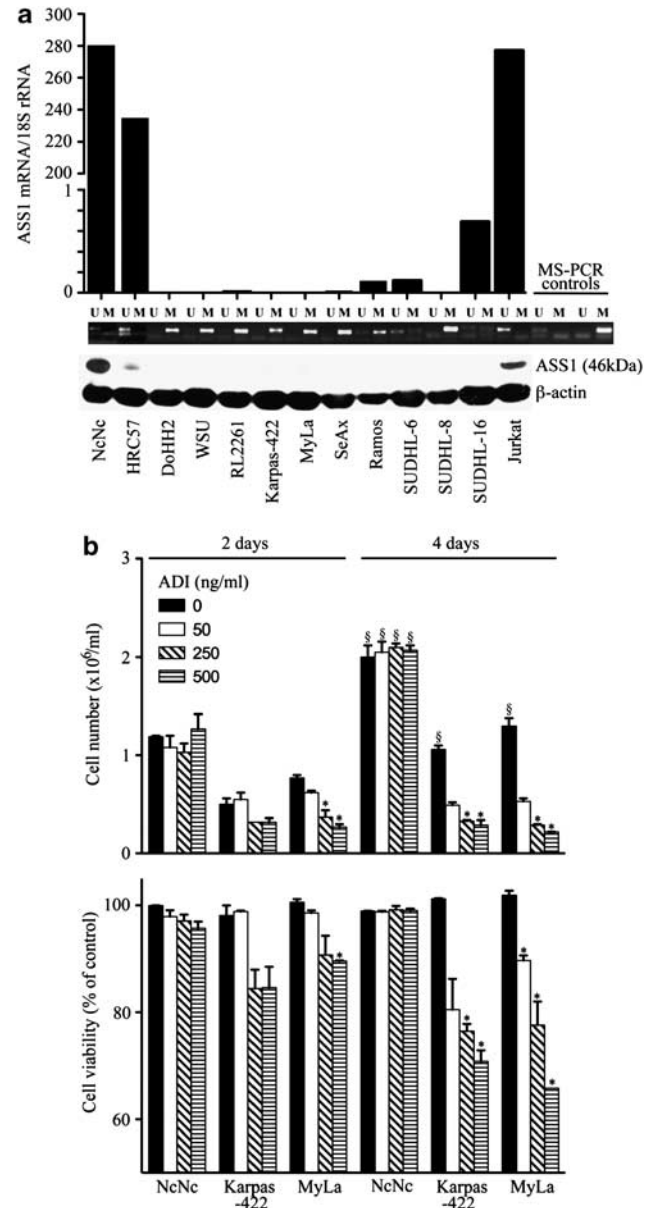 a
ASS1 mRNA/18S rRNA
300
280
260
240
220
200
1
0
MS-PCR
controls
U M U M U M U M U M U M U M U M U M U M U M U M U M U M U M
ASS1 (46kDa)
β-actin
NcNc
HRC57
DoHH2
WSU
RL2261
Karpas-422
MyLa
SeAx
Ramos
SUDHL-6
SUDHL-8
SUDHL-16
Jurkat
b
2 days
4 days
ADI (ng/ml)
0
50
250
500
Cell number (x10⁶/ml)
3
2
1
0
§ § § §
§
§
* *
* *
* *
Cell viability (% of control)
100
80
60
*
* *
* * *
NcNc
Karpas
-422
MyLa
NcNc
Karpas
-422
MyLa